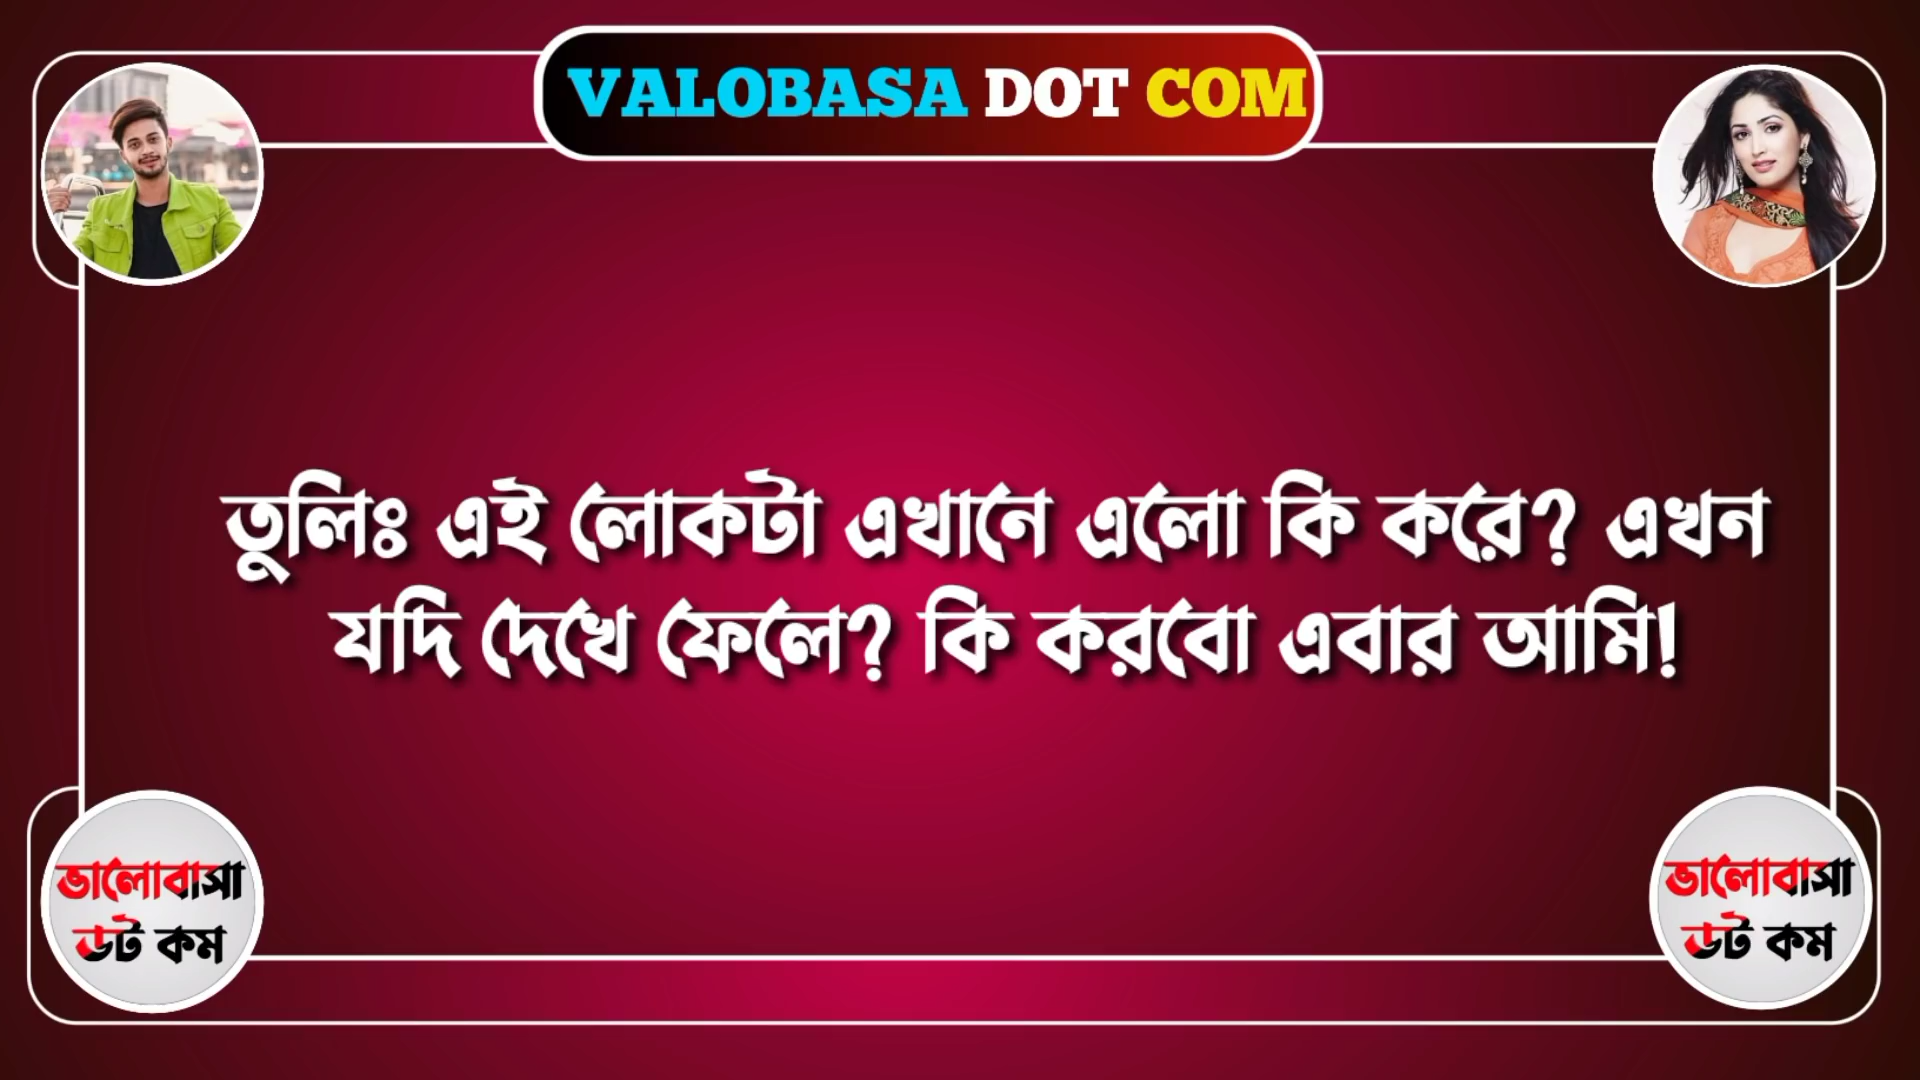 VALOBASA DOT COM
তুলিঃ এই লোকটা এখানে এলো কি করে? এখন
যদি দেখে ফেলে? কি করবো এবার আমি!
ভালোবাসা
ডট কম
ভালোবাসা
ডট কম